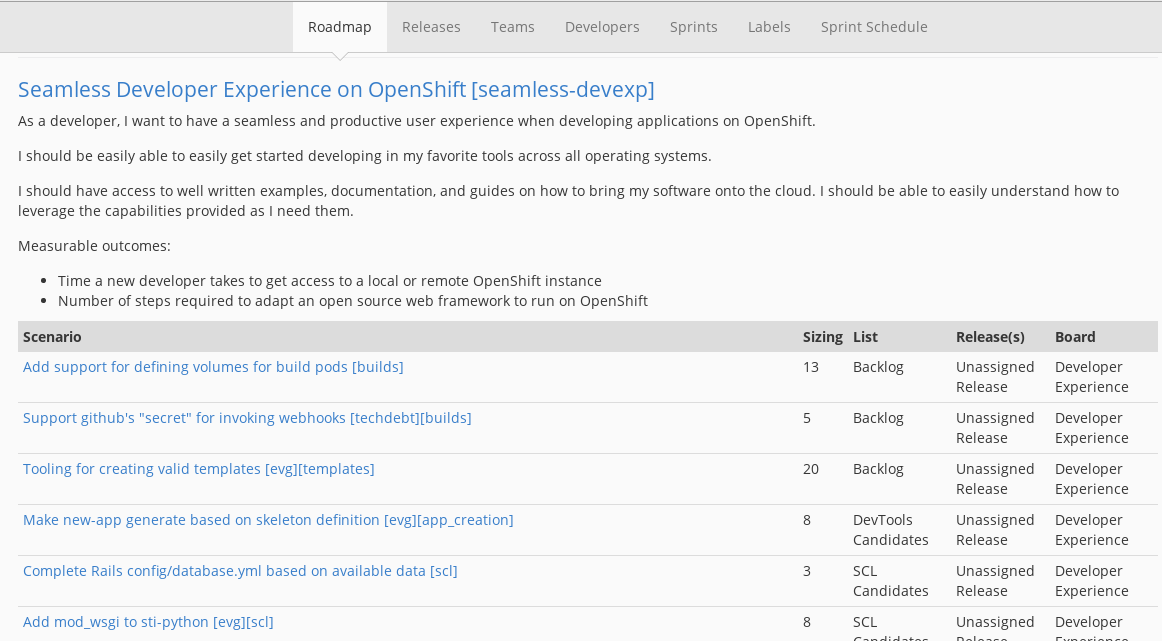 Roadmap Releases Teams Developers Sprints Labels Sprint Schedule
Seamless Developer Experience on OpenShift [seamless-devexp]
As a developer, I want to have a seamless and productive user experience when developing applications on OpenShift.
I should be easily able to easily get started developing in my favorite tools across all operating systems.
I should have access to well written examples, documentation, and guides on how to bring my software onto the cloud. I should be able to easily understand how to
leverage the capabilities provided as I need them.
Measurable outcomes:
• Time a new developer takes to get access to a local or remote OpenShift instance
• Number of steps required to adapt an open source web framework to run on OpenShift
Scenario Sizing List Release(s) Board
Add support for defining volumes for build pods [builds] 13 Backlog Unassigned Developer
Release Experience
Support github's "secret" for invoking webhooks [techdebt][builds] 5 Backlog Unassigned Developer
Release Experience
Tooling for creating valid templates [evg][templates] 20 Backlog Unassigned Developer
Release Experience
Make new-app generate based on skeleton definition [evg][app_creation] 8 DevTools Unassigned Developer
Candidates Release Experience
Complete Rails config/database.yml based on available data [scl] 3 SCL Unassigned Developer
Candidates Release Experience
Add mod_wsgi to sti-python [evg][scl] 8 SCL Unassigned Developer
Candidates Release Experience